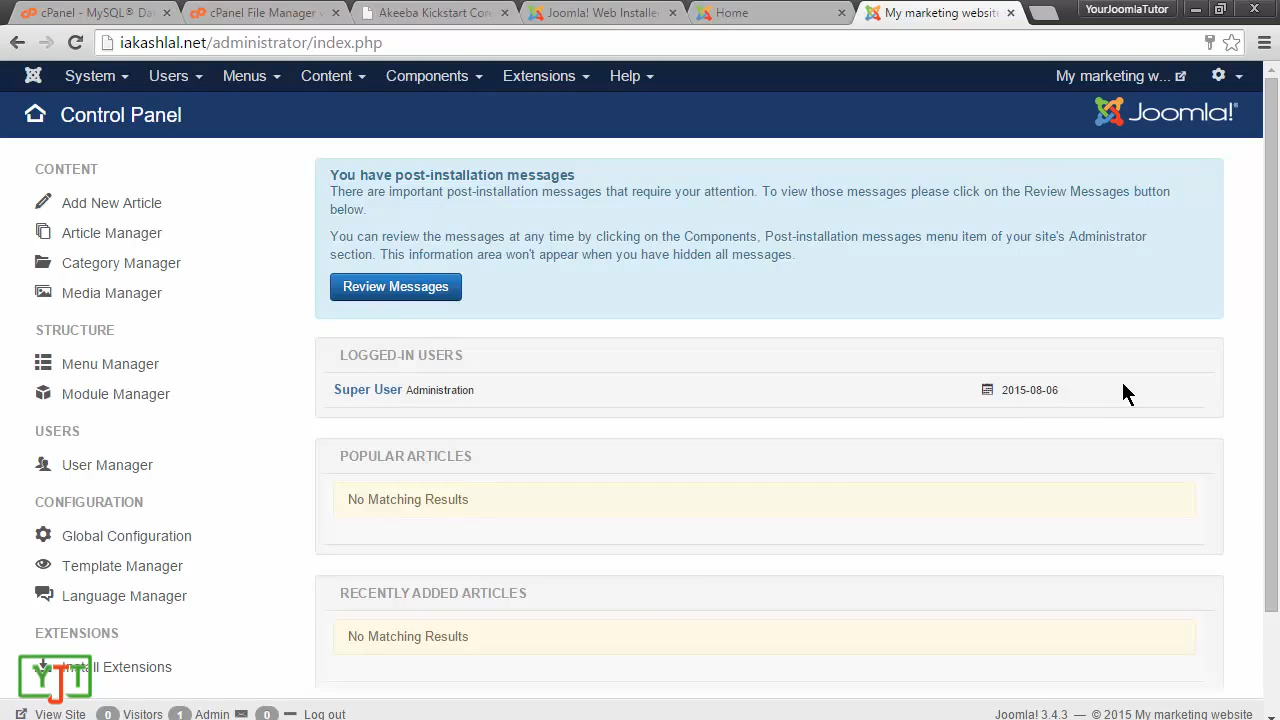 cPanel - MySQL® Da
cPanel File Manager v
Akeeba Kickstart Core
Joomla! Web Installe
Home
My marketing website
YourJoomlaTutor
iakashlal.net/administrator/index.php
System Users Menus Content Components Extensions Help My marketing w...
Control Panel
Joomla!®
CONTENT
Add New Article
Article Manager
Category Manager
Media Manager
STRUCTURE
Menu Manager
Module Manager
USERS
User Manager
CONFIGURATION
Global Configuration
Template Manager
Language Manager
EXTENSIONS
Install Extensions
YJT
You have post-installation messages
There are important post-installation messages that require your attention. To view those messages please click on the Review Messages button
below.
You can review the messages at any time by clicking on the Components, Post-installation messages menu item of your site's Administrator
section. This information area won't appear when you have hidden all messages.
Review Messages
LOGGED-IN USERS
Super User Administration 2015-08-06
POPULAR ARTICLES
No Matching Results
RECENTLY ADDED ARTICLES
No Matching Results
View Site 0 Visitors 1 Admin 0 Log out Joomla! 3.4.3 — © 2015 My marketing website